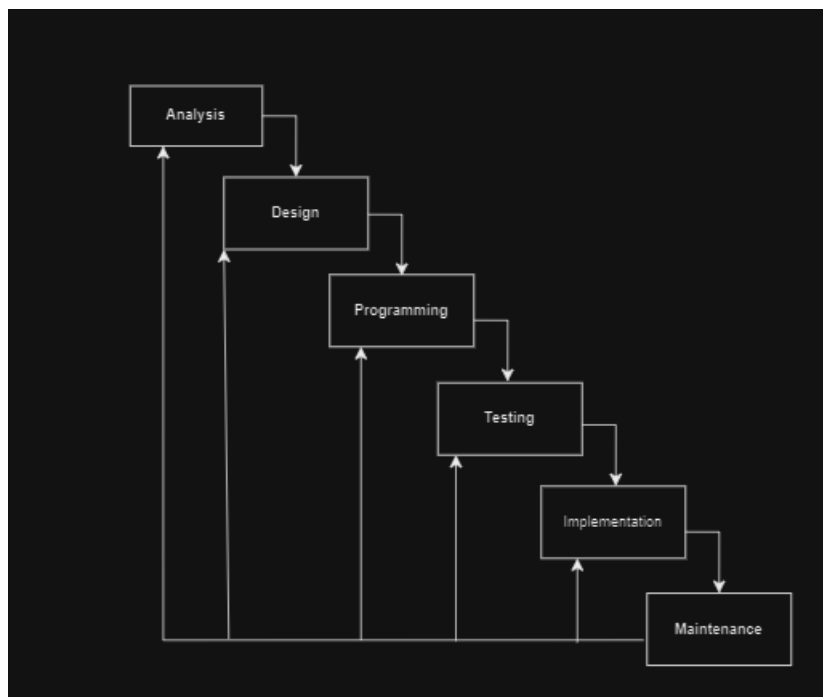 Analysis
Design
Programming
Testing
Implementation
Maintenance